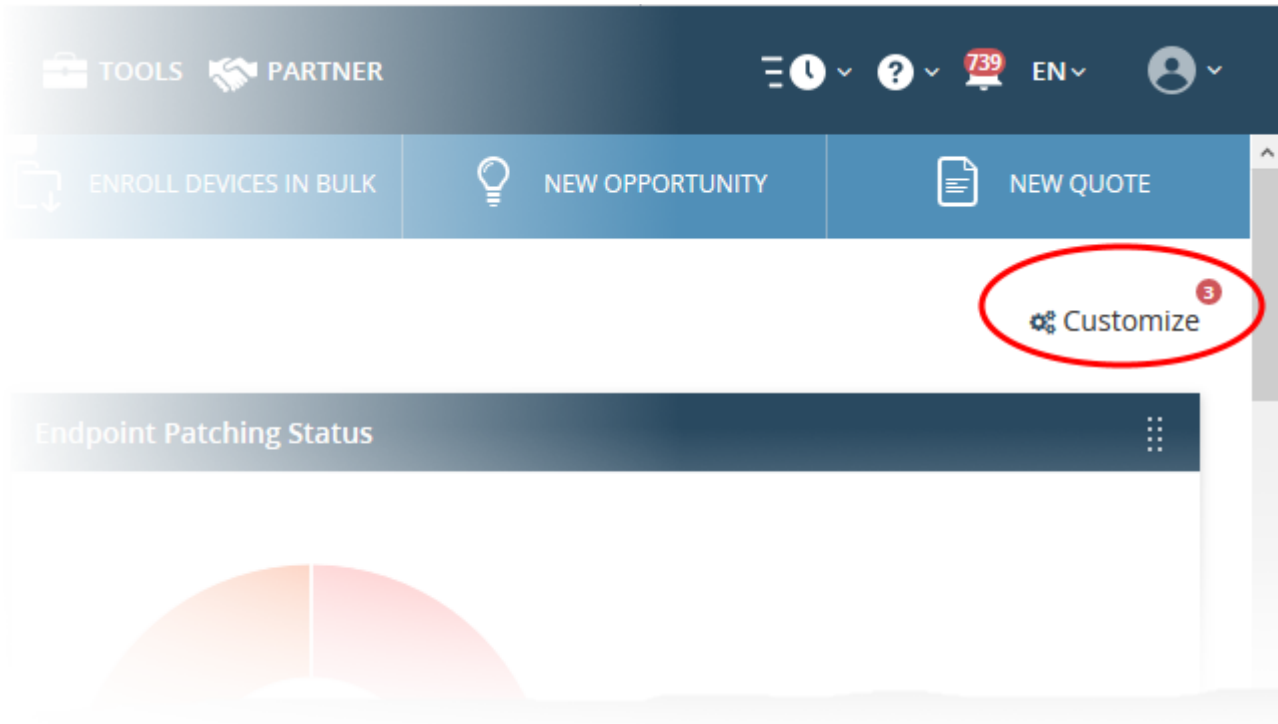 TOOLS PARTNER 739 EN
ENROLL DEVICES IN BULK NEW OPPORTUNITY NEW QUOTE
3
Customize
Endpoint Patching Status